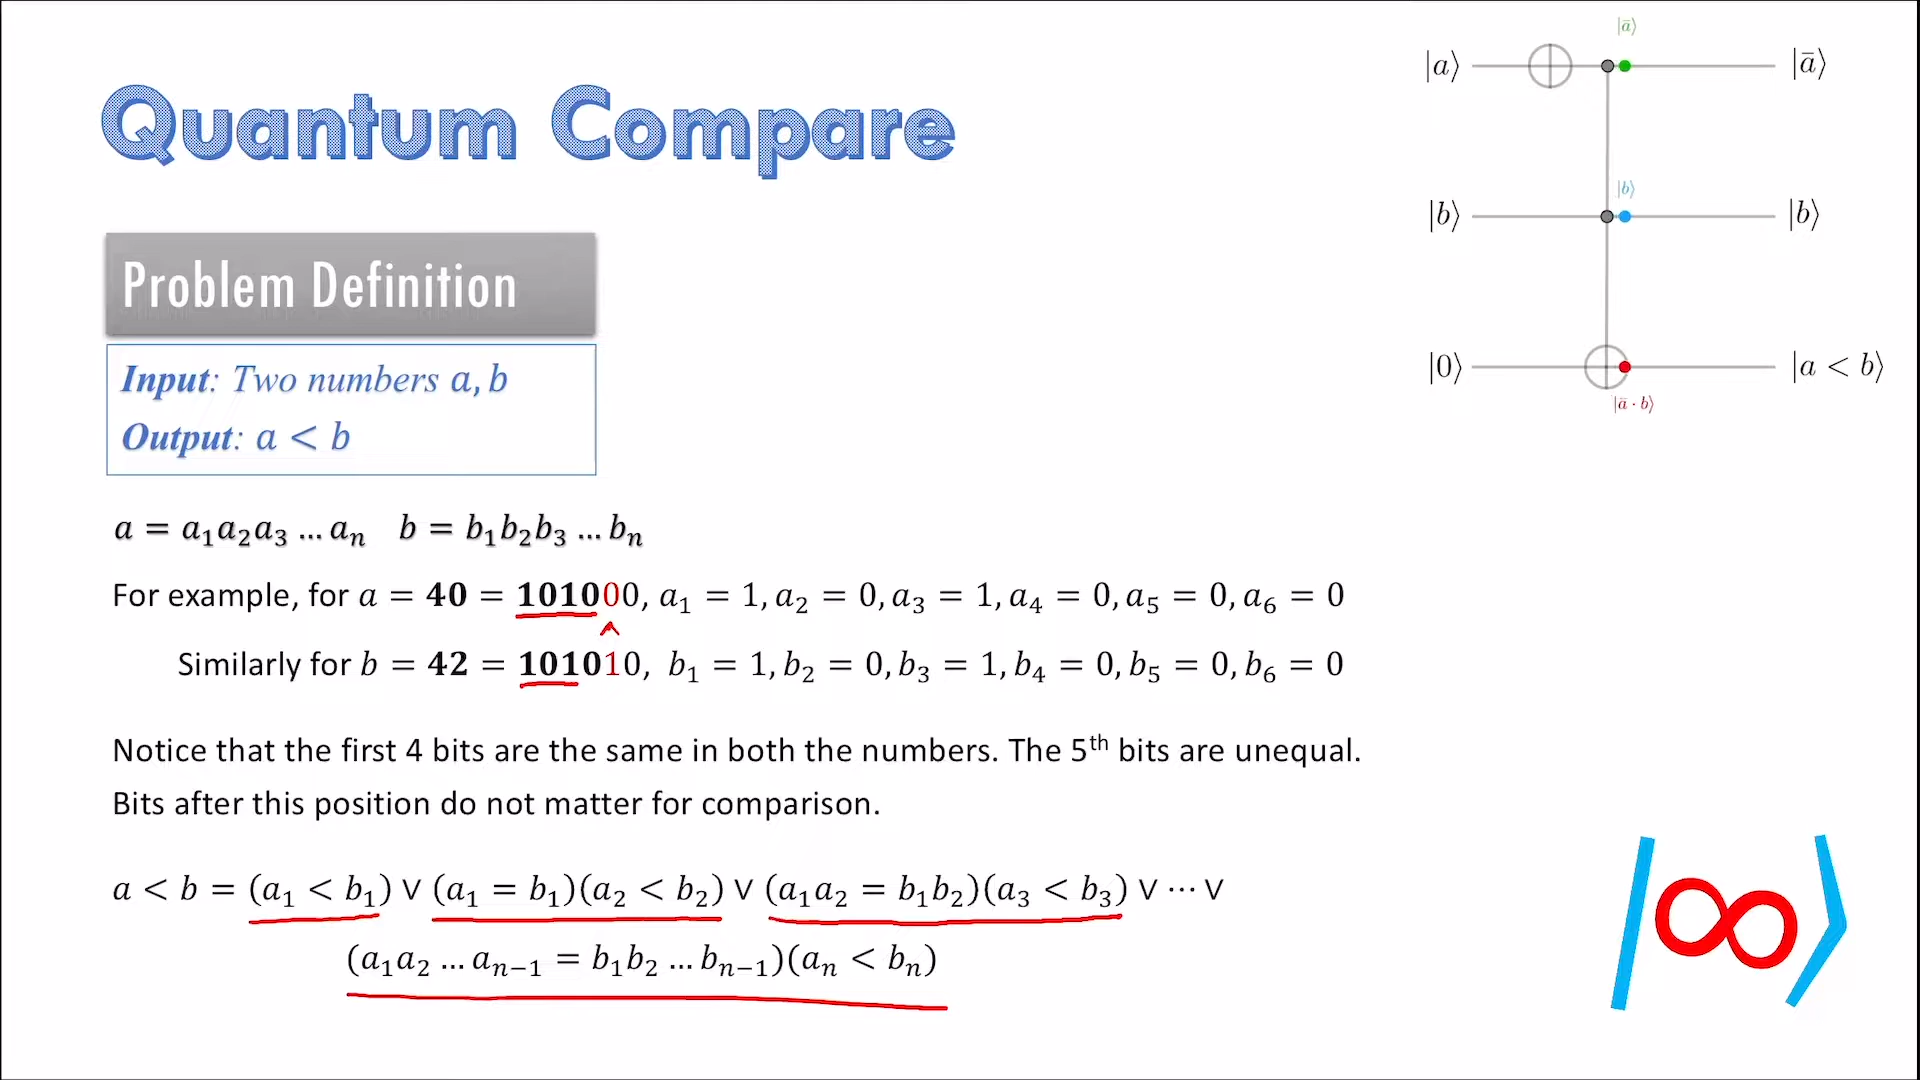 Quantum Compare
Problem Definition
Input: Two numbers a, b
Output: a < b
a = a₁a₂a₃ … aₙ b = b₁b₂b₃ … bₙ
For example, for a = 40 = 101000, a₁ = 1, a₂ = 0, a₃ = 1, a₄ = 0, a₅ = 0, a₆ = 0
Similarly for b = 42 = 101010, b₁ = 1, b₂ = 0, b₃ = 1, b₄ = 0, b₅ = 0, b₆ = 0
Notice that the first 4 bits are the same in both the numbers. The 5th bits are unequal.
Bits after this position do not matter for comparison.
a < b = (a₁ < b₁) ∨ (a₁ = b₁)(a₂ < b₂) ∨ (a₁a₂ = b₁b₂)(a₃ < b₃) ∨ ⋯ ∨
(a₁a₂ … aₙ₋₁ = b₁b₂ … bₙ₋₁)(aₙ < bₙ)
|ā⟩
|a⟩ |ā⟩
|b⟩
|b⟩ |b⟩
|0⟩ |a < b⟩
|ā · b⟩
|∞⟩